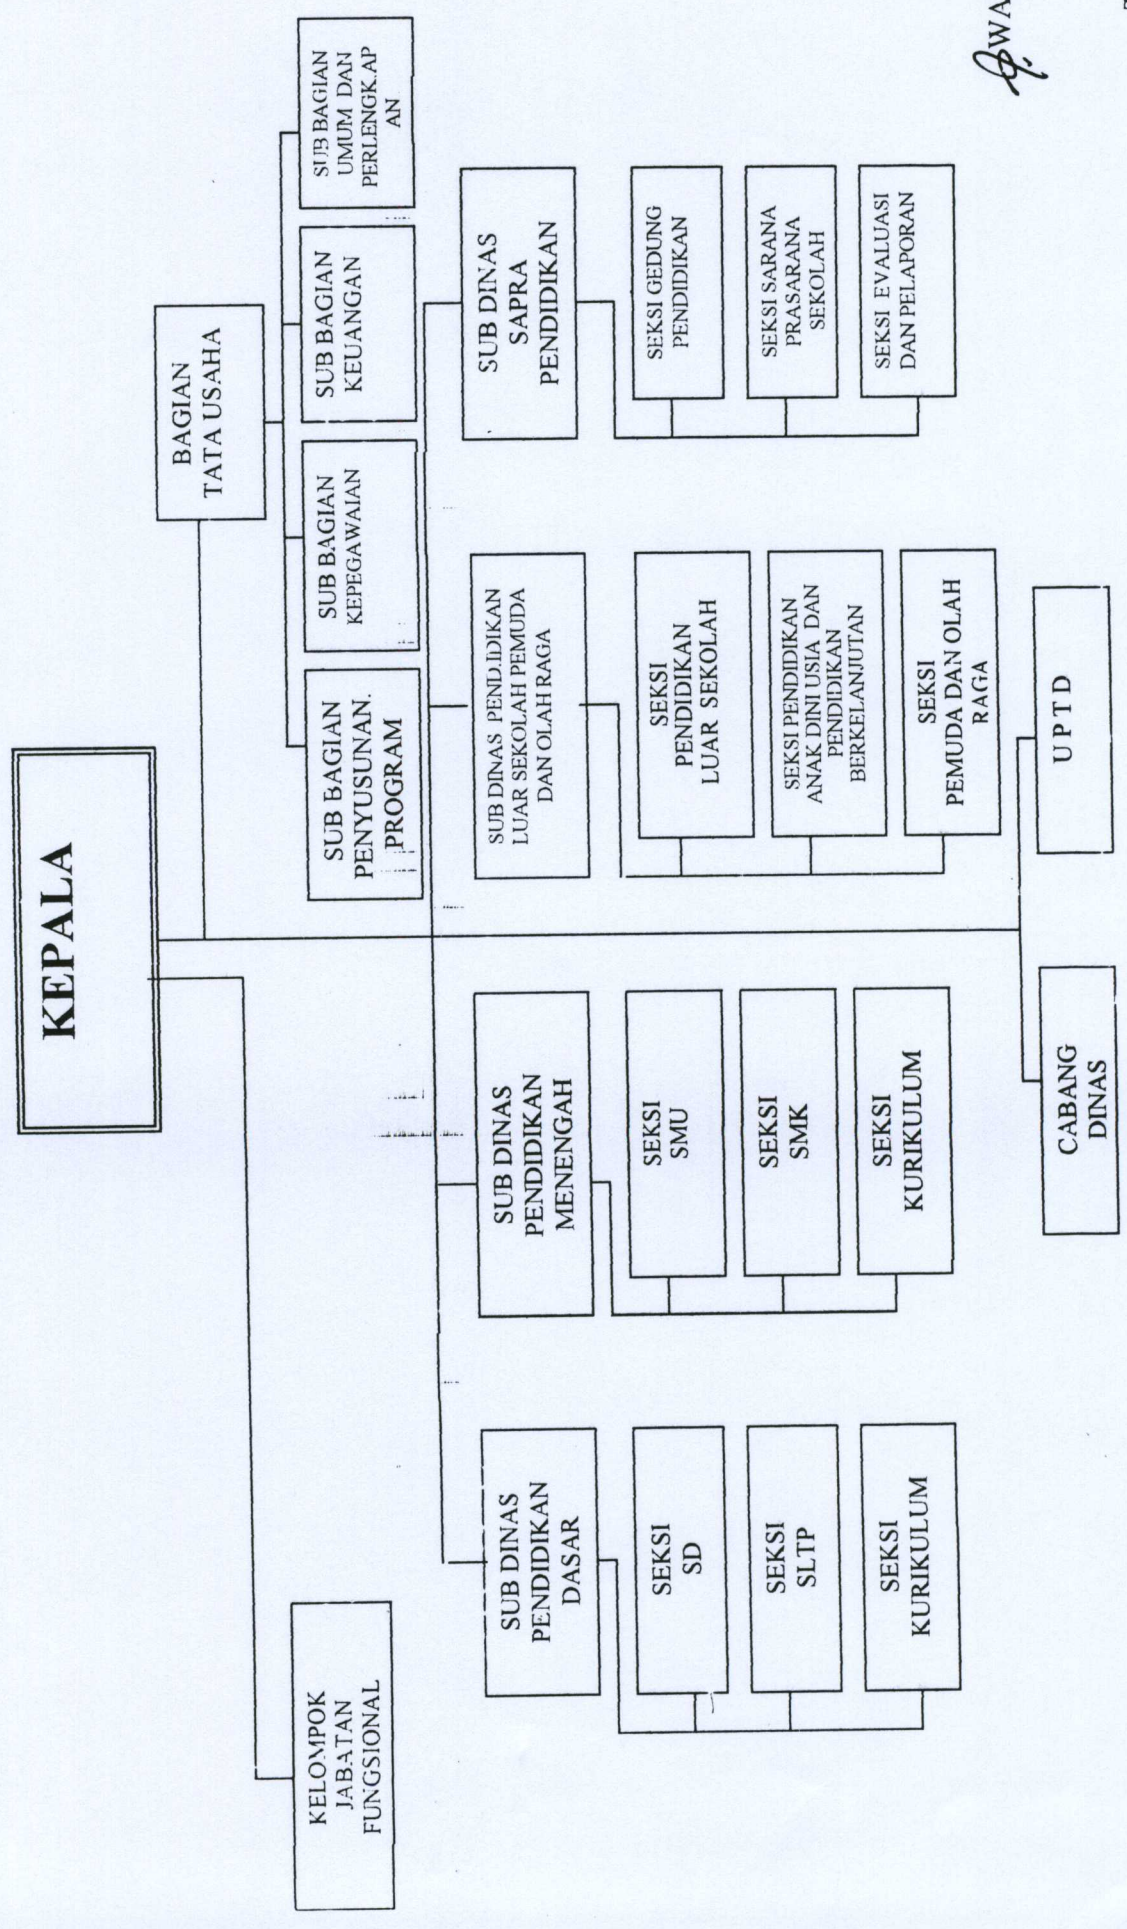 KEPALA
BAGIAN
TATA USAHA
KELOMPOK
JABATAN
FUNGSIONAL
SUB BAGIAN
PENYUSUNAN.
PROGRAM
SUB BAGIAN
KEPEGAWAIAN
SUB BAGIAN
KEUANGAN
SUB BAGIAN
UMUM DAN
PERLENGK.AP
AN
SUB DINAS
PENDIDIKAN
DASAR
SEKSI
SD
SEKSI
SLTP
SEKSI
KURIKULUM
SUB DINAS
PENDIDIKAN
MENENGAH
SEKSI
SMU
SEKSI
SMK
SEKSI
KURIKULUM
SUB DINAS PEND.IDIKAN
LUAR SEKOLAH PEMUDA
DAN OLAH RAGA
SEKSI
PENDIDIKAN
LUAR SEKOLAH
SEKSI PENDIDIKAN
ANAK DINI USIA DAN
PENDIDIKAN
BERKELANJUTAN
SEKSI
PEMUDA DAN OLAH
RAGA
SUB DINAS
SAPRA
PENDIDIKAN
SEKSI GEDUNG
PENDIDIKAN
SEKSI SARANA
PRASARANA
SEKOLAH
SEKSI EVALUASI
DAN PELAPORAN
CABANG
DINAS
U P T D
WA